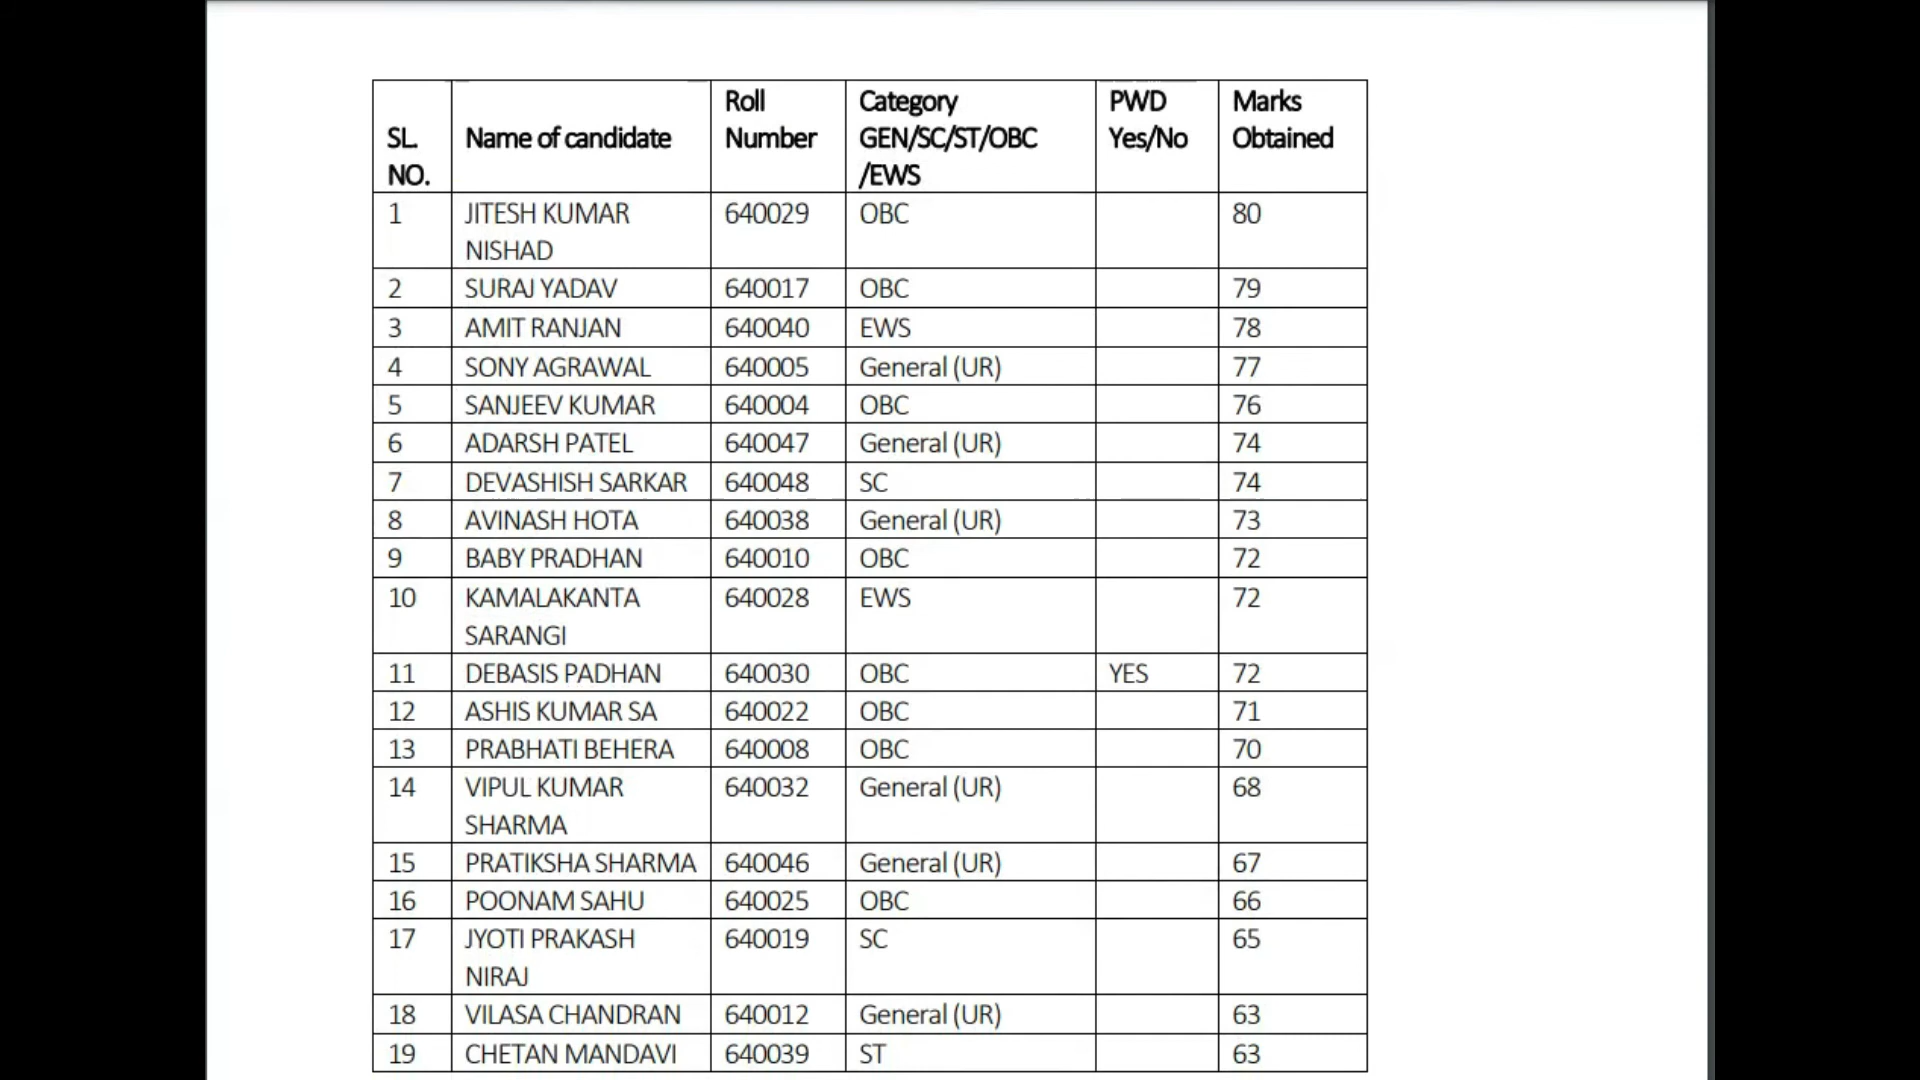 SL. NO. Name of candidate Roll Number Category GEN/SC/ST/OBC /EWS PWD Yes/No Marks Obtained
1 JITESH KUMAR NISHAD 640029 OBC 80
2 SURAJ YADAV 640017 OBC 79
3 AMIT RANJAN 640040 EWS 78
4 SONY AGRAWAL 640005 General (UR) 77
5 SANJEEV KUMAR 640004 OBC 76
6 ADARSH PATEL 640047 General (UR) 74
7 DEVASHISH SARKAR 640048 SC 74
8 AVINASH HOTA 640038 General (UR) 73
9 BABY PRADHAN 640010 OBC 72
10 KAMALAKANTA SARANGI 640028 EWS 72
11 DEBASIS PADHAN 640030 OBC YES 72
12 ASHIS KUMAR SA 640022 OBC 71
13 PRABHATI BEHERA 640008 OBC 70
14 VIPUL KUMAR SHARMA 640032 General (UR) 68
15 PRATIKSHA SHARMA 640046 General (UR) 67
16 POONAM SAHU 640025 OBC 66
17 JYOTI PRAKASH NIRAJ 640019 SC 65
18 VILASA CHANDRAN 640012 General (UR) 63
19 CHETAN MANDAVI 640039 ST 63